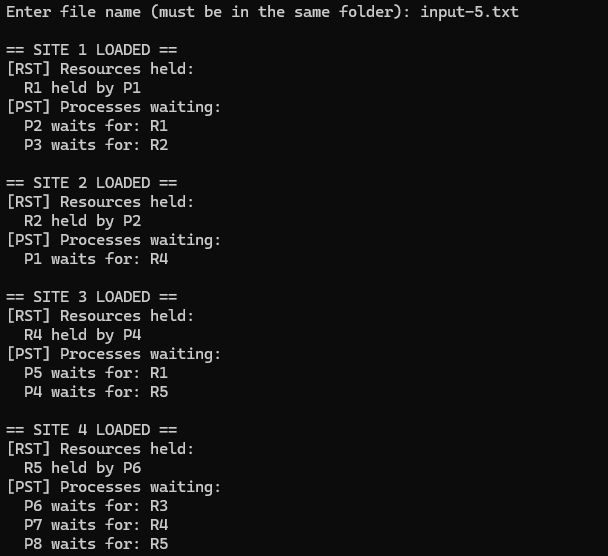 Enter file name (must be in the same folder): input-5.txt
== SITE 1 LOADED ==
[RST] Resources held:
R1 held by P1
[PST] Processes waiting:
P2 waits for: R1
P3 waits for: R2
== SITE 2 LOADED ==
[RST] Resources held:
R2 held by P2
[PST] Processes waiting:
P1 waits for: R4
== SITE 3 LOADED ==
[RST] Resources held:
R4 held by P4
[PST] Processes waiting:
P5 waits for: R1
P4 waits for: R5
== SITE 4 LOADED ==
[RST] Resources held:
R5 held by P6
[PST] Processes waiting:
P6 waits for: R3
P7 waits for: R4
P8 waits for: R5